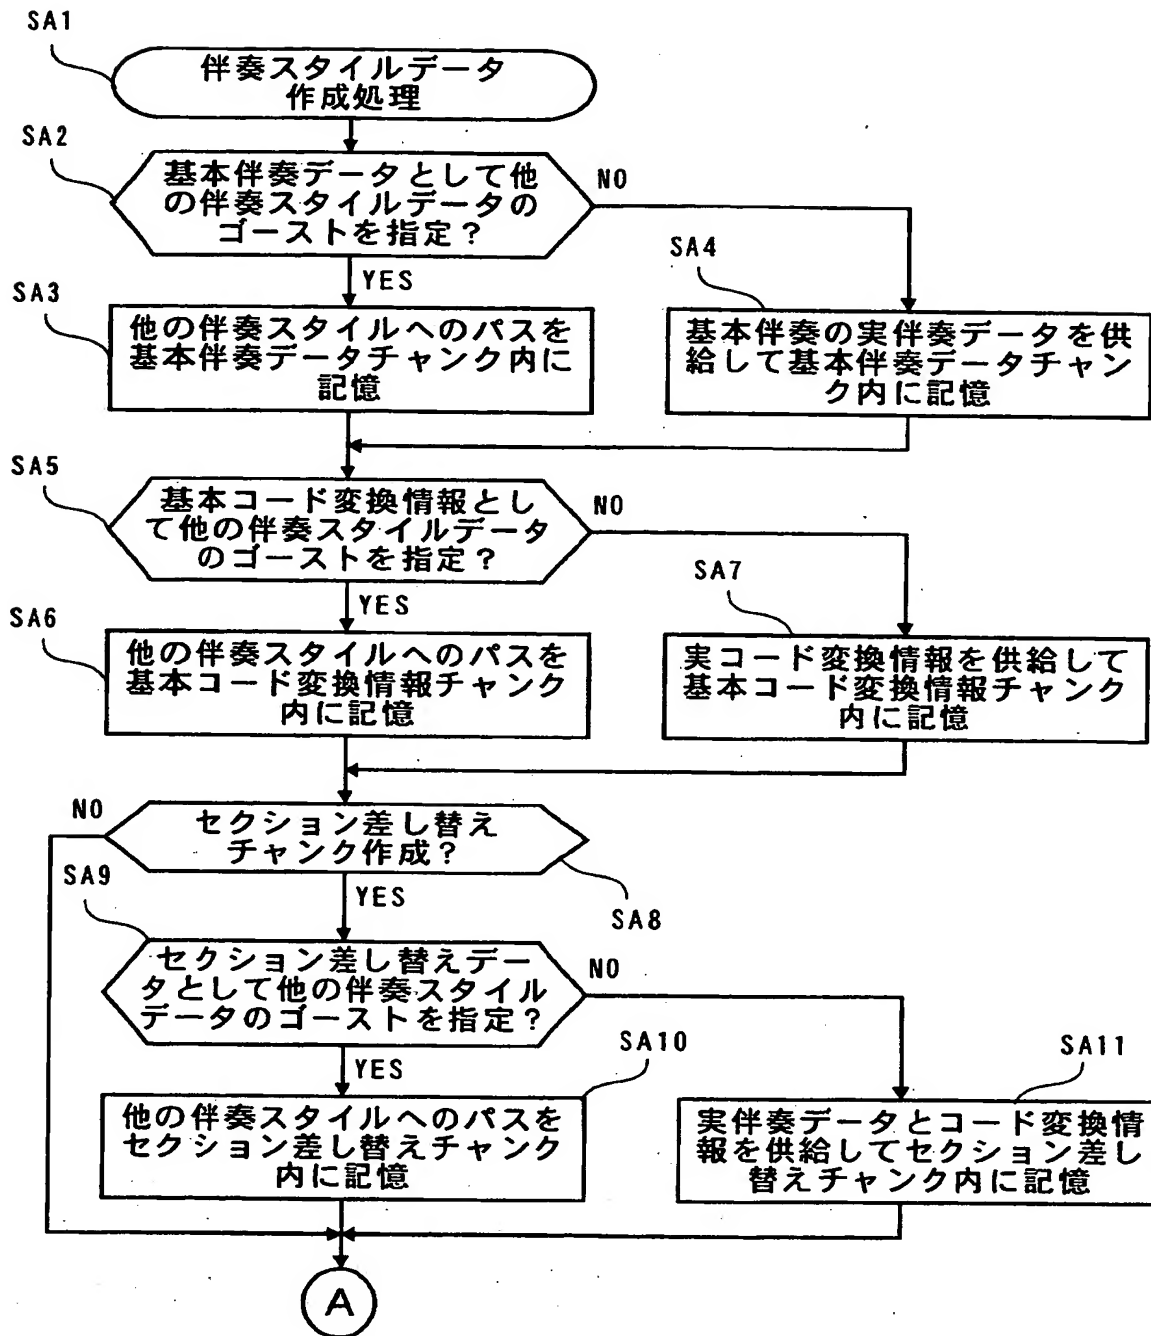 SA1
伴奏スタイルデータ
作成処理
SA2
基本伴奏データとして他
の伴奏スタイルデータの
ゴーストを指定？
NO
YES
SA3
他の伴奏スタイルへのパスを
基本伴奏データチャンク内に
記憶
SA4
基本伴奏の実伴奏データを供
給して基本伴奏データチャン
ク内に記憶
SA5
基本コード変換情報とし
て他の伴奏スタイルデータ
のゴーストを指定？
NO
YES
SA6
他の伴奏スタイルへのパスを
基本コード変換情報チャンク
内に記憶
SA7
実コード変換情報を供給して
基本コード変換情報チャンク
内に記憶
NO
セクション差し替え
チャンク作成？
SA8
YES
SA9
セクション差し替えデー
タとして他の伴奏スタイル
データのゴーストを指定？
NO
YES
SA10
他の伴奏スタイルへのパスを
セクション差し替えチャンク
内に記憶
SA11
実伴奏データとコード変換情
報を供給してセクション差し
替えチャンク内に記憶
A